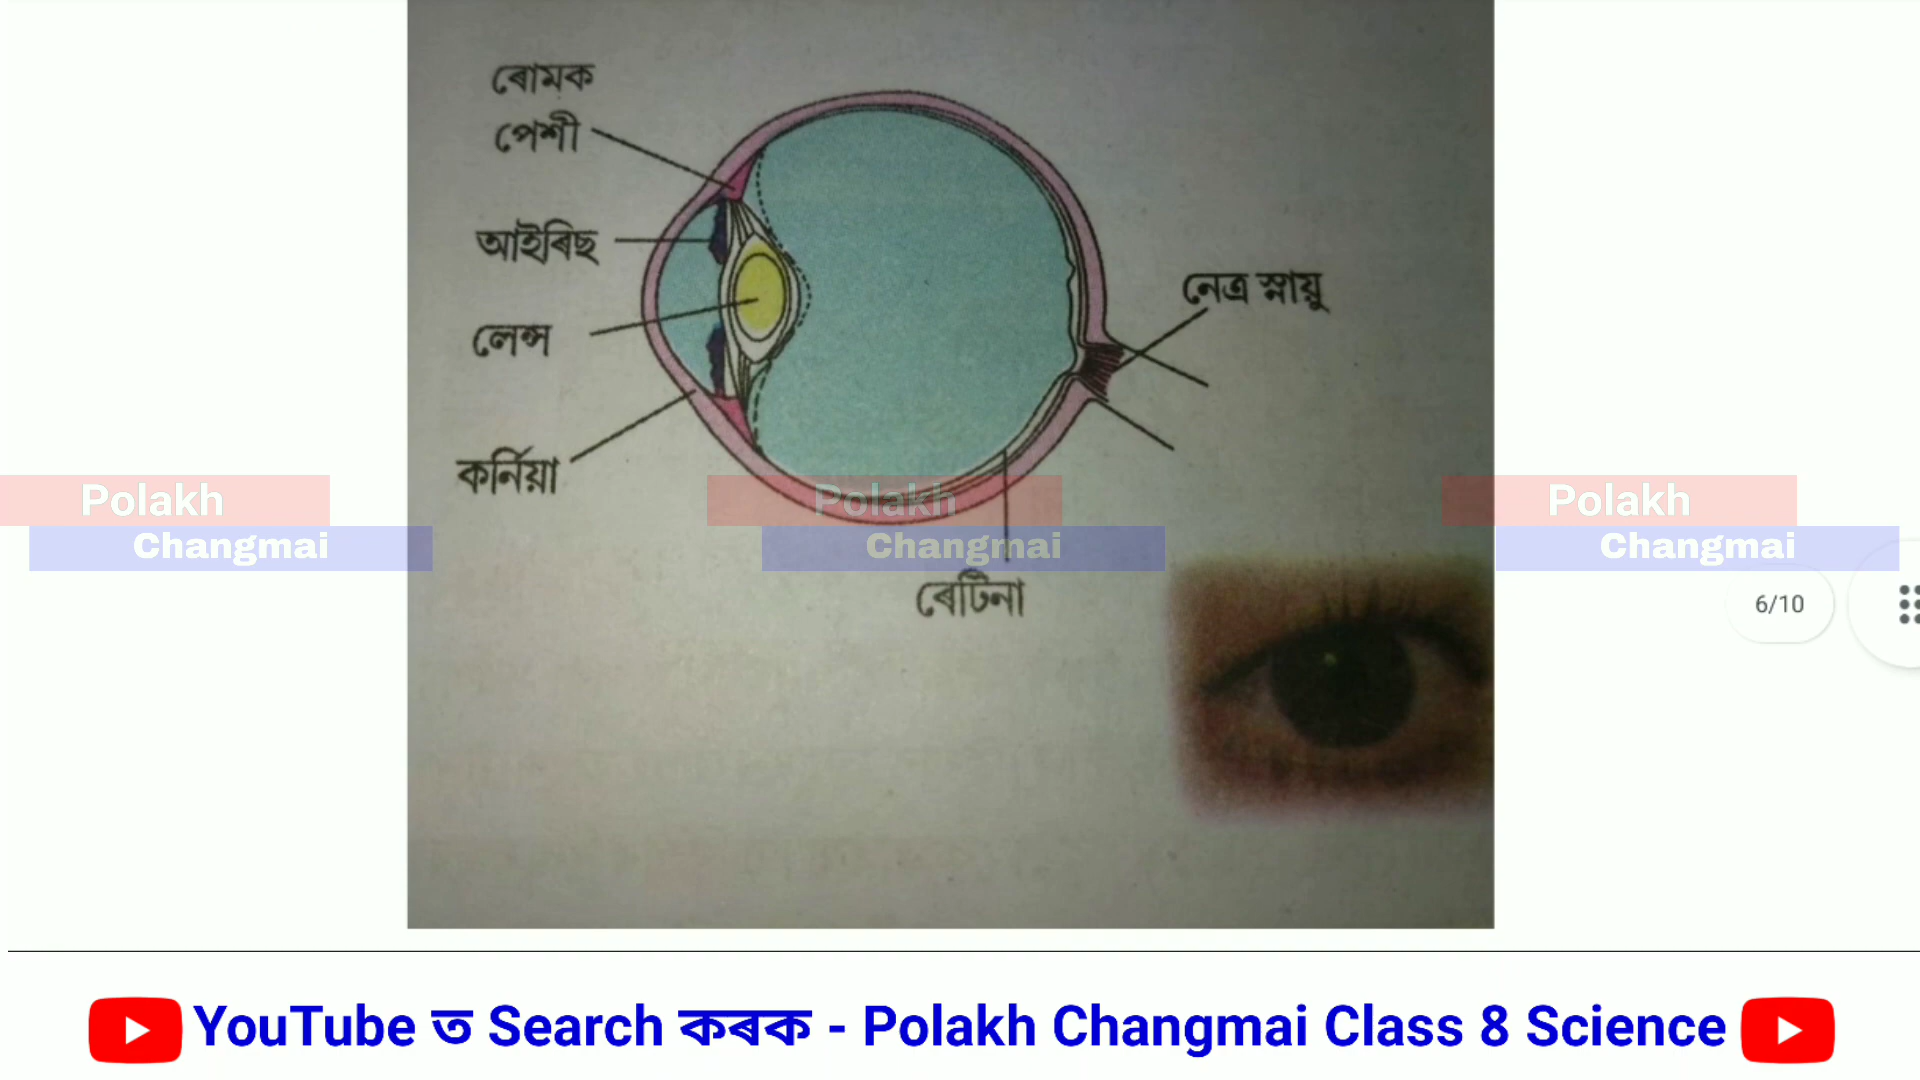 ৰোমক
পেশী
আইৰিছ
লেন্স
কৰ্নিয়া
নেত্ৰ স্নায়ু
ৰেটিনা
Polakh
Changmai
Polakh
Changmai
Polakh
Changmai
6/10
YouTube ত Search কৰক - Polakh Changmai Class 8 Science